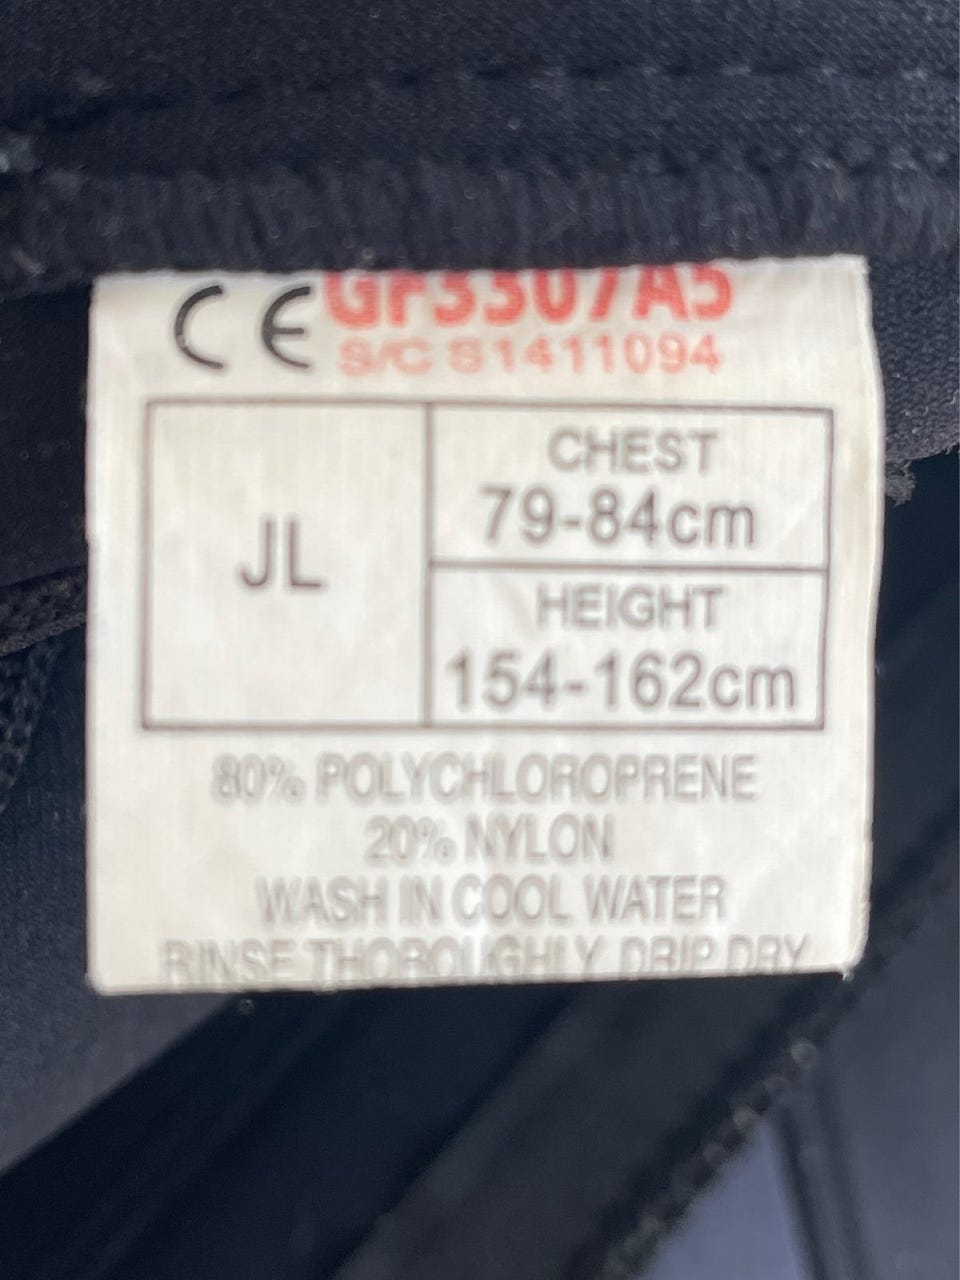 CE GF3307A5
S/C S1411094
CHEST
79-84cm
JL
HEIGHT
154-162cm
80% POLYCHLOROPRENE
20% NYLON
WASH IN COOL WATER
RINSE THOROUGHLY DRIP DRY